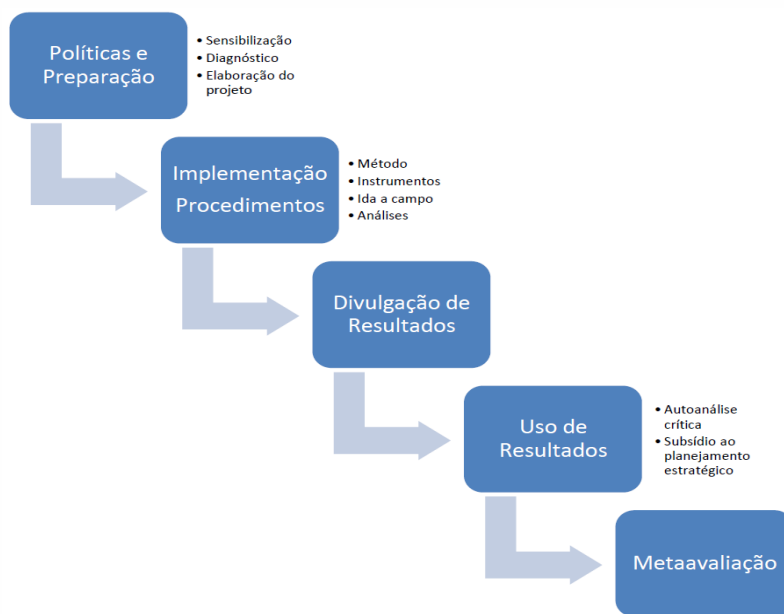 Políticas e
Preparação
• Sensibilização
• Diagnóstico
• Elaboração do
projeto
Implementação
Procedimentos
• Método
• Instrumentos
• Ida a campo
• Análises
Divulgação de
Resultados
Uso de
Resultados
• Autoanálise
crítica
• Subsídio ao
planejamento
estratégico
Metaavaliação